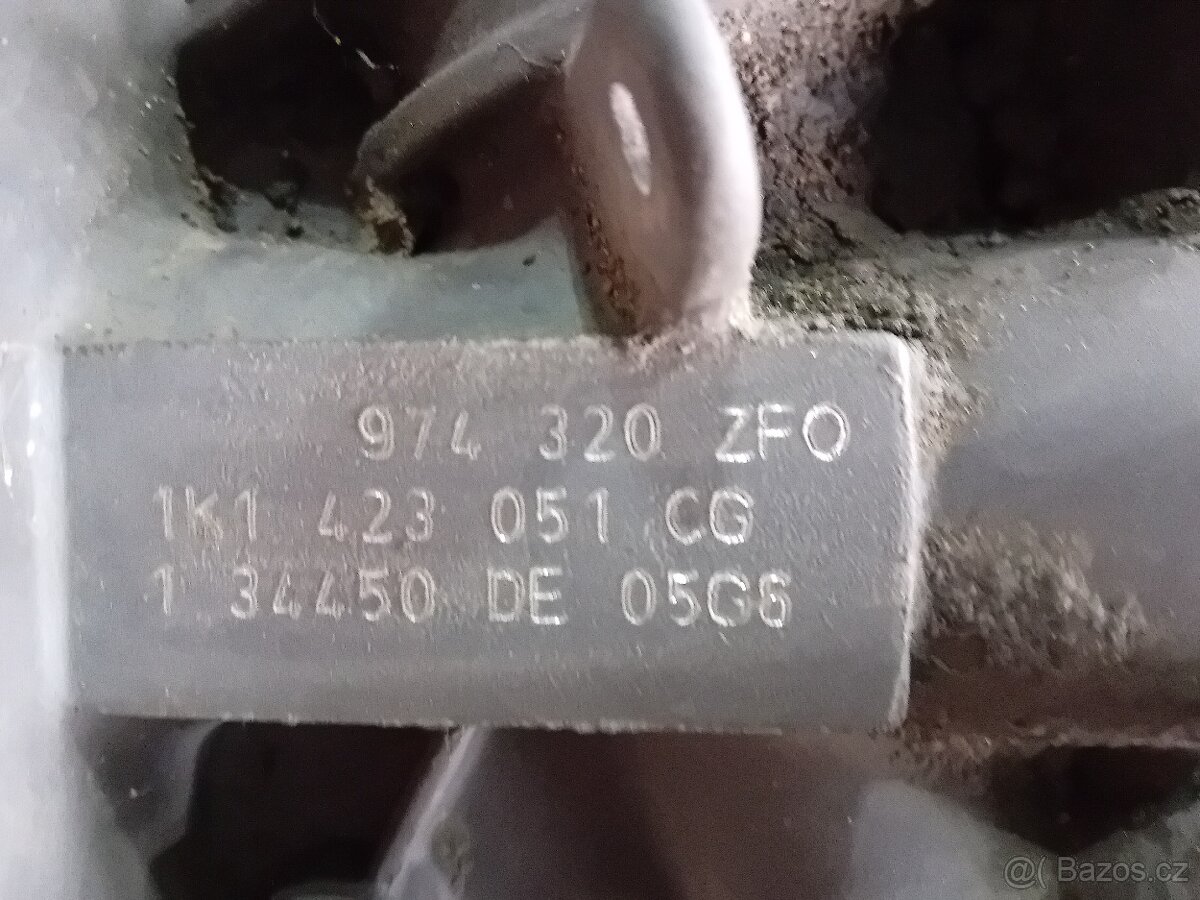 974 320 ZFO
1K1 423 051 CG
1 34450 DE 05G6
@( Bazos.cz